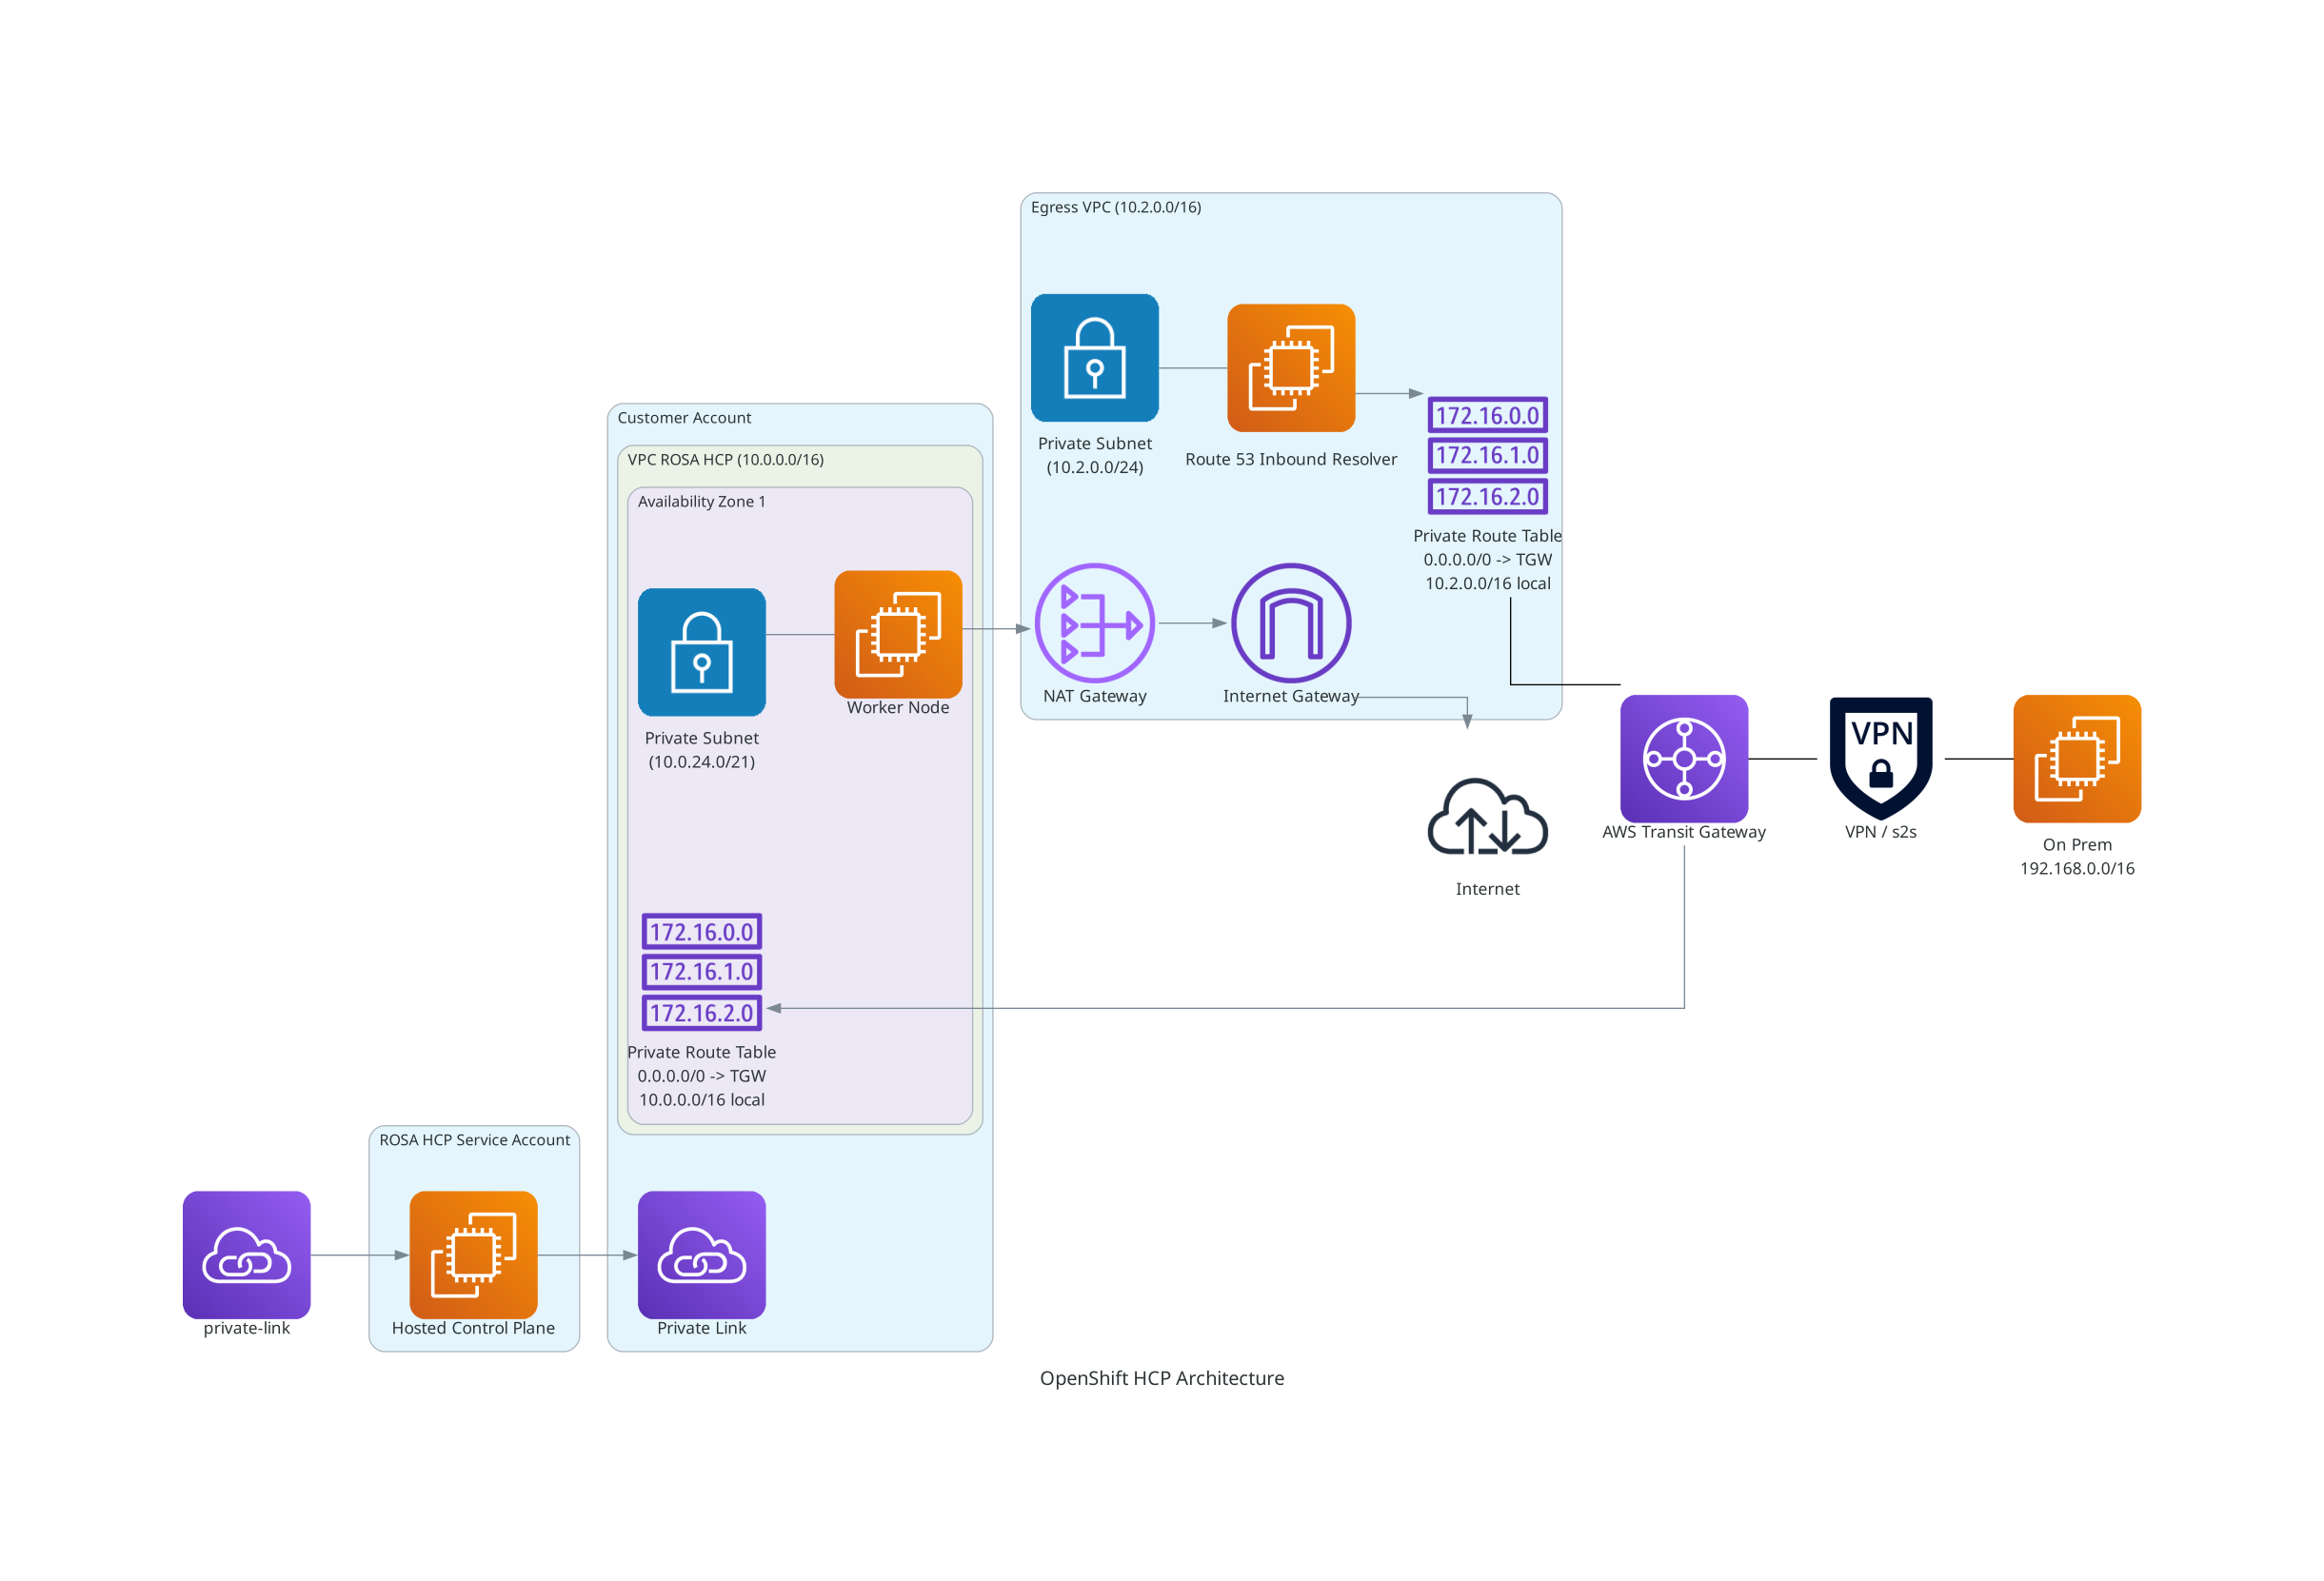 Egress VPC (10.2.0.0/16)
Private Subnet
(10.2.0.0/24)
Route 53 Inbound Resolver
172.16.0.0
172.16.1.0
172.16.2.0
Private Route Table
0.0.0.0/0 -> TGW
10.2.0.0/16 local
NAT Gateway
Internet Gateway
Customer Account
VPC ROSA HCP (10.0.0.0/16)
Availability Zone 1
Private Subnet
(10.0.24.0/21)
Worker Node
Internet
AWS Transit Gateway
VPN
VPN / s2s
On Prem
192.168.0.0/16
172.16.0.0
172.16.1.0
172.16.2.0
Private Route Table
0.0.0.0/0 -> TGW
10.0.0.0/16 local
ROSA HCP Service Account
private-link
Hosted Control Plane
Private Link
OpenShift HCP Architecture